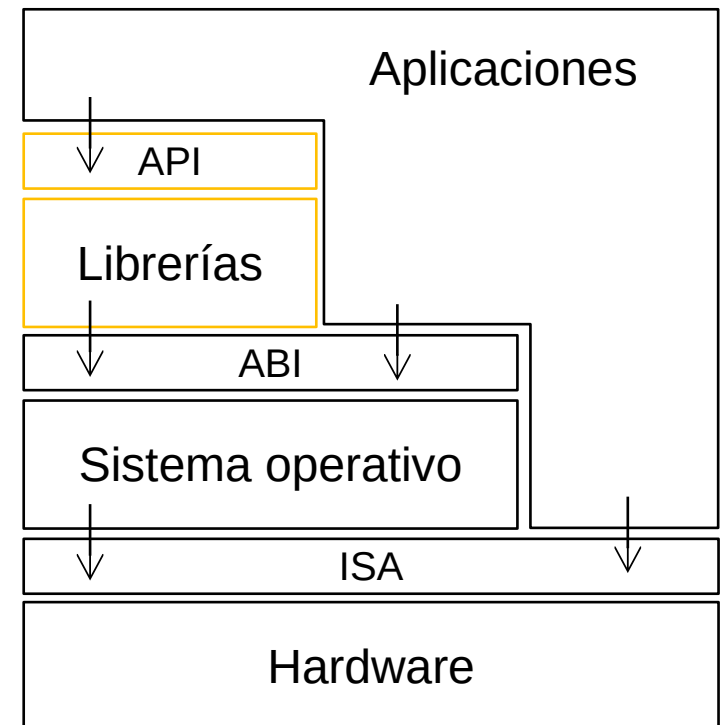 Aplicaciones
API
Librerías
ABI
Sistema operativo
ISA
Hardware